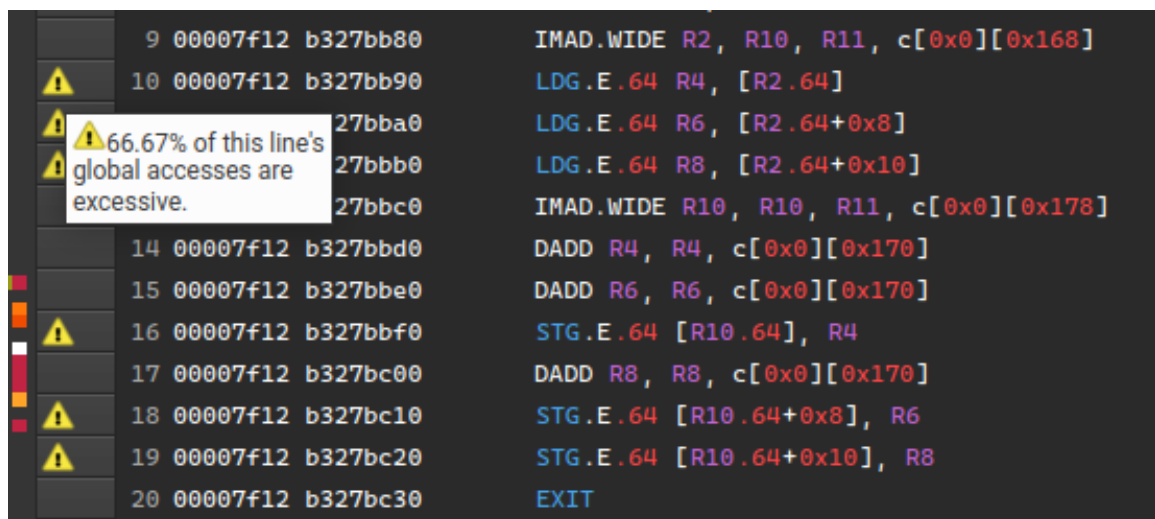 9 00007f12 b327bb80 IMAD.WIDE R2, R10, R11, c[0x0][0x168]
10 00007f12 b327bb90 LDG.E.64 R4, [R2.64]
27bba0 LDG.E.64 R6, [R2.64+0x8]
27bbb0 LDG.E.64 R8, [R2.64+0x10]
27bbc0 IMAD.WIDE R10, R10, R11, c[0x0][0x178]
66.67% of this line's
global accesses are
excessive.
14 00007f12 b327bbd0 DADD R4, R4, c[0x0][0x170]
15 00007f12 b327bbe0 DADD R6, R6, c[0x0][0x170]
16 00007f12 b327bbf0 STG.E.64 [R10.64], R4
17 00007f12 b327bc00 DADD R8, R8, c[0x0][0x170]
18 00007f12 b327bc10 STG.E.64 [R10.64+0x8], R6
19 00007f12 b327bc20 STG.E.64 [R10.64+0x10], R8
20 00007f12 b327bc30 EXIT